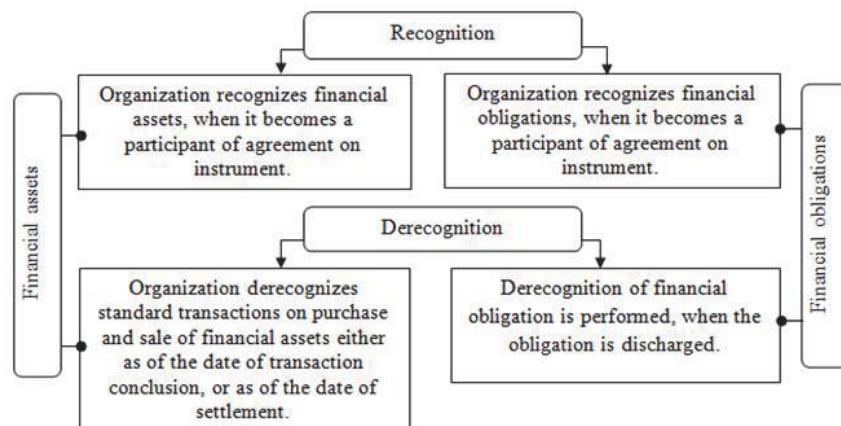 Recognition
Financial assets
Organization recognizes financial
assets, when it becomes a
participant of agreement on
instrument.
Organization recognizes financial
obligations, when it becomes a
participant of agreement on
instrument.
Financial obligations
Derecognition
Organization derecognizes
standard transactions on purchase
and sale of financial assets either
as of the date of transaction
conclusion, or as of the date of
settlement.
Derecognition of financial
obligation is performed, when the
obligation is discharged.